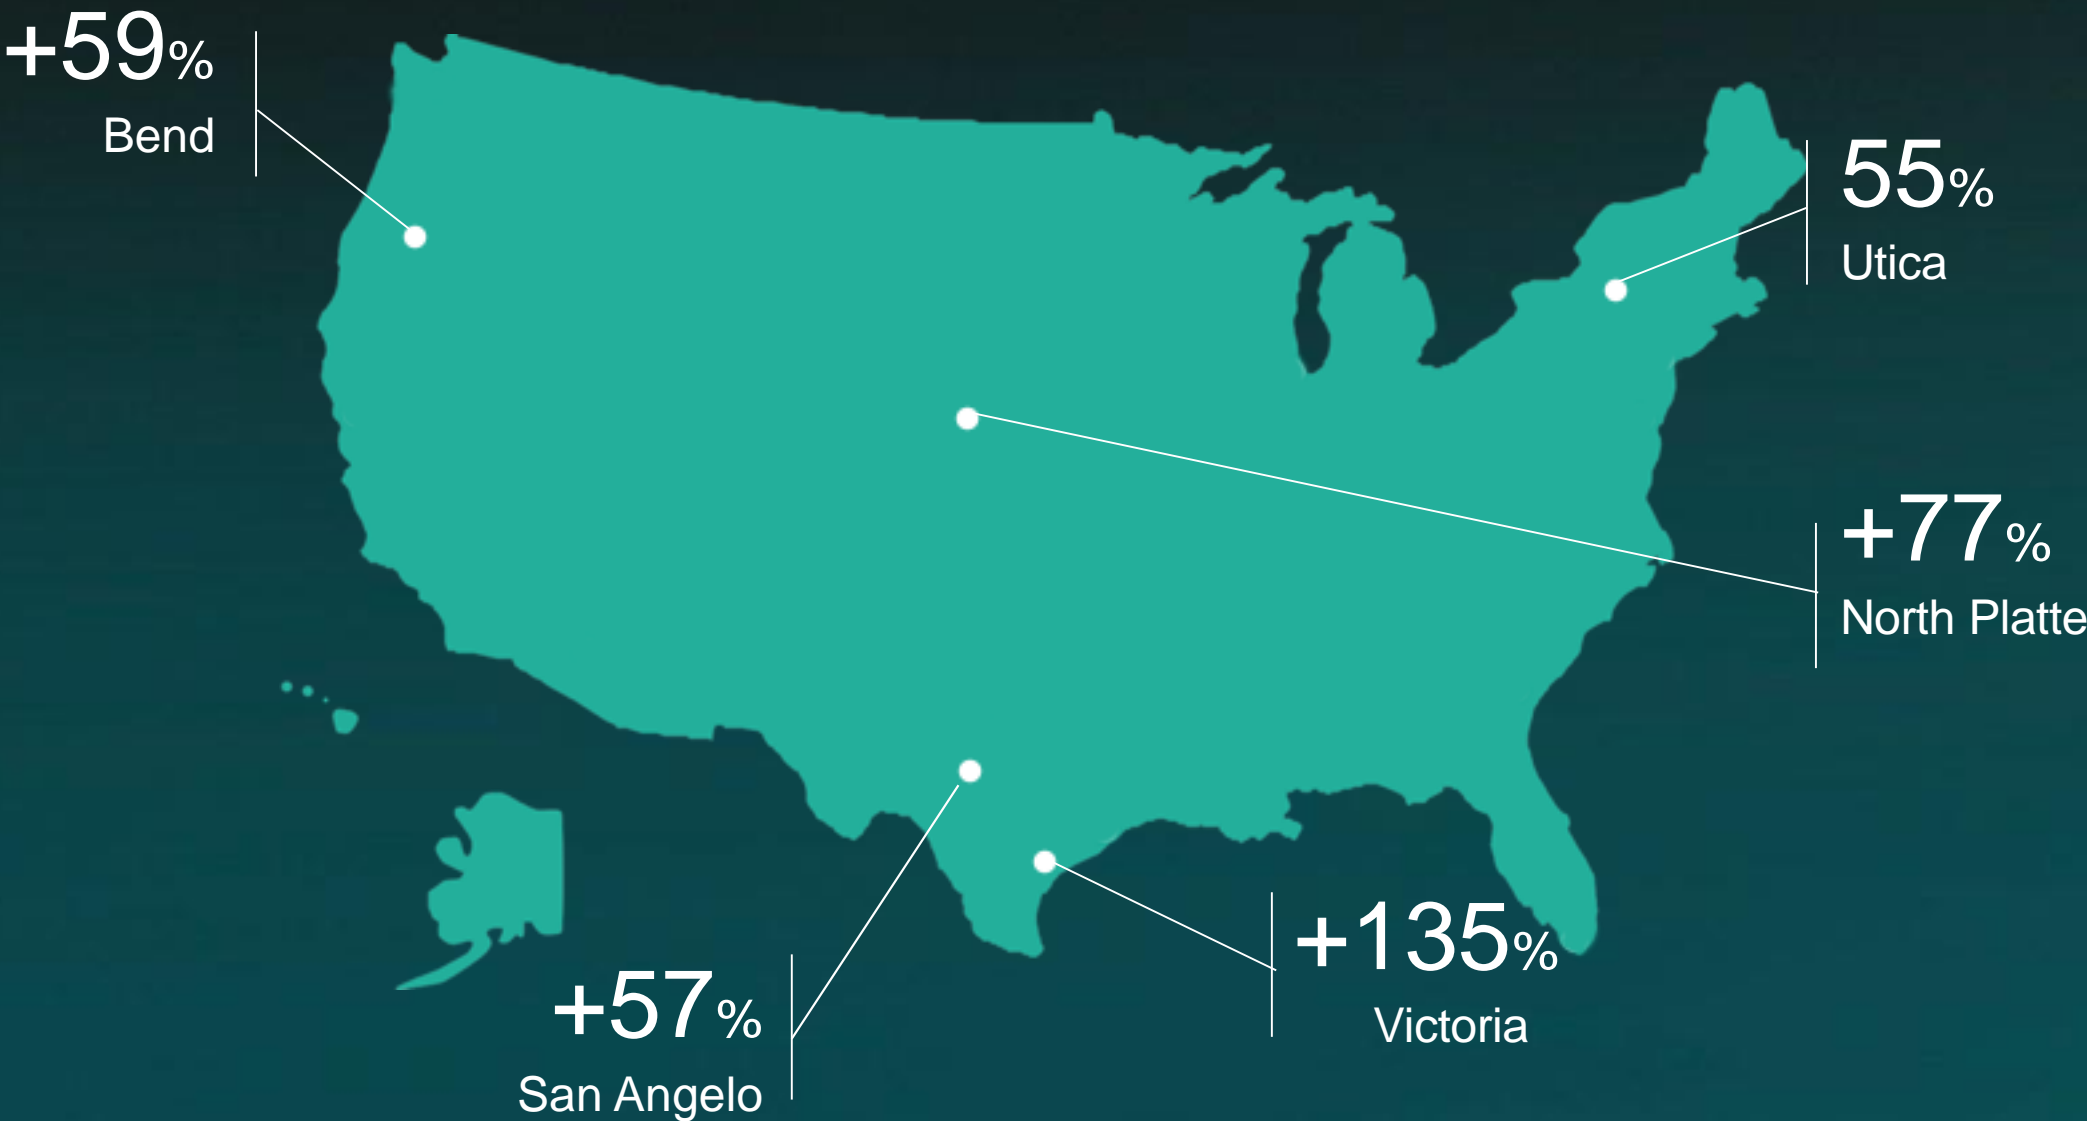 +59%
Bend
55%
Utica
+77%
North Platte
+135%
Victoria
+57%
San Angelo